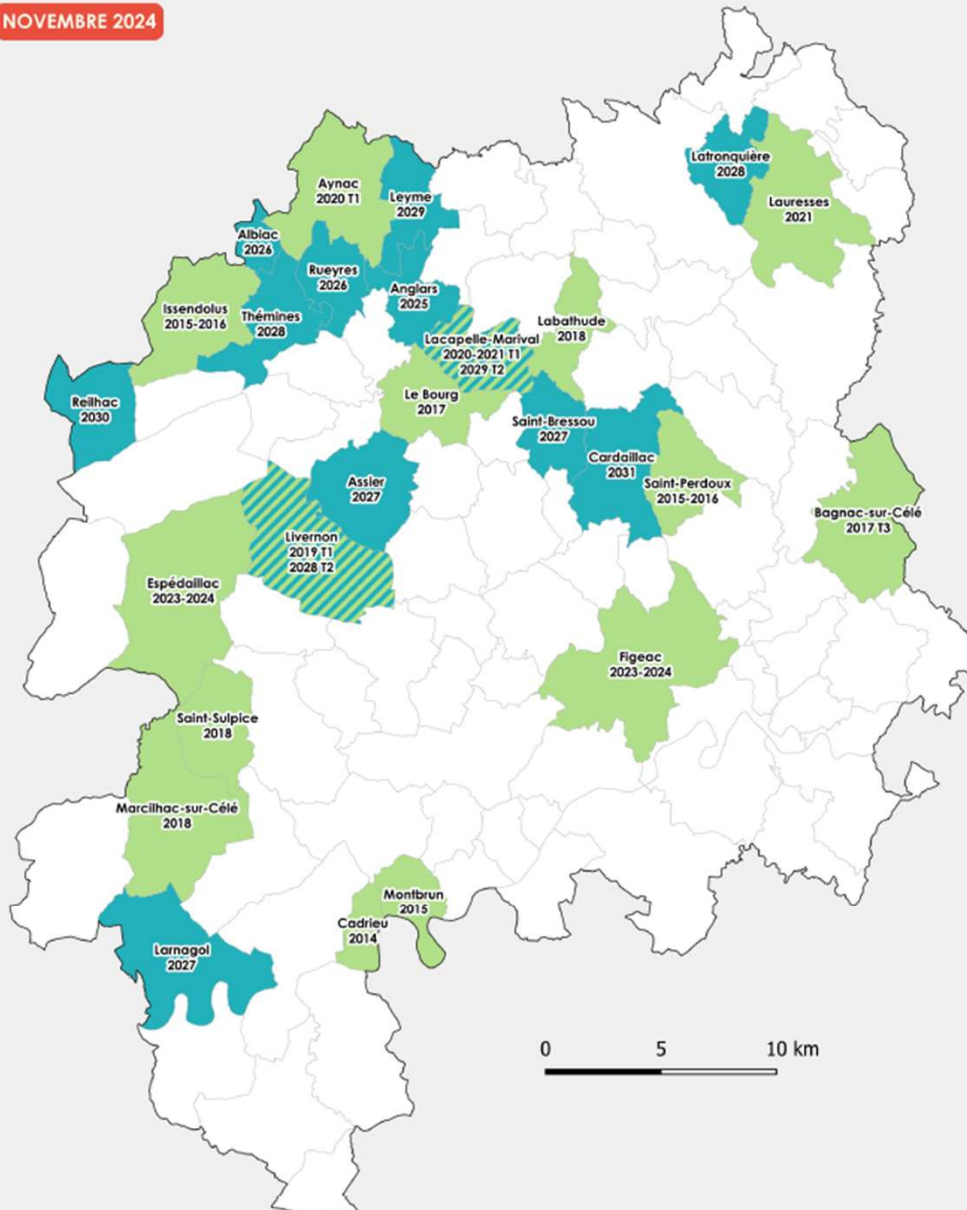 NOVEMBRE 2024
Latronquière
2028
Aynac
2020 T1
Leyme
2029
Lauresses
2021
Albiac
2026
Rueyres
2026
Anglars
2025
Issendolus
2015-2016
Thémines
2028
Labathude
2018
Lacapelle-Marival
2020-2021 T1
2029 T2
Le Bourg
2017
Reilhac
2030
Saint-Bressou
2027
Cardaillac
2031
Saint-Perdoux
2015-2016
Assier
2027
Bagnac-sur-Célé
2017 T3
Livernon
2019 T1
2028 T2
Espédaillac
2023-2024
Figeac
2023-2024
Saint-Sulpice
2018
Marcilhac-sur-Célé
2018
Montbrun
2015
Cadrieu
2014
Larnagol
2027
0 5 10 km